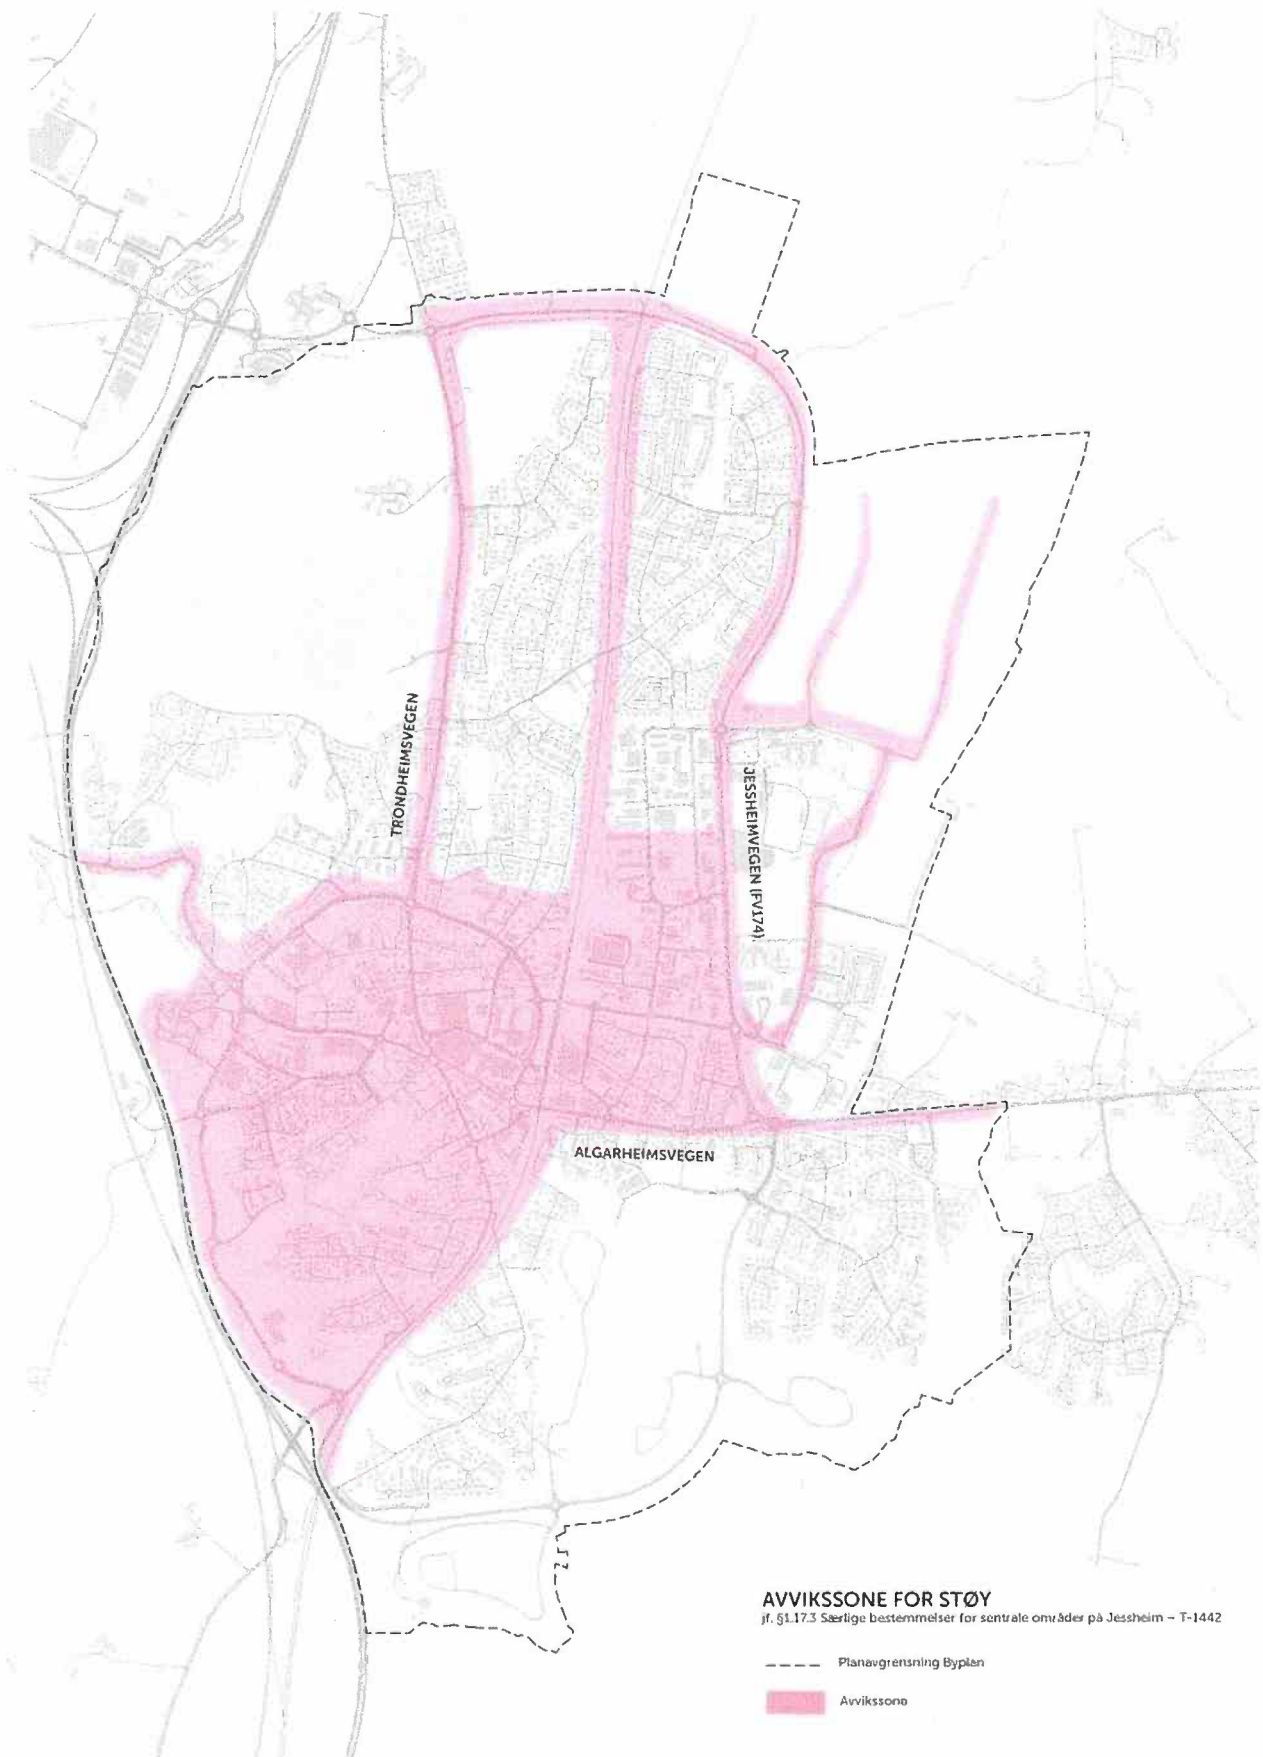 TRONDHEIMSVEGEN
JESSHEIMVEGEN (FV174)
ALGARHEIMSVEGEN
AVVIKSSONE FOR STØY
jf. §1.17.3 Særlige bestemmelser for sentrale områder på Jessheim – T-1442
Planavgrensning Byplan
Avvikssone